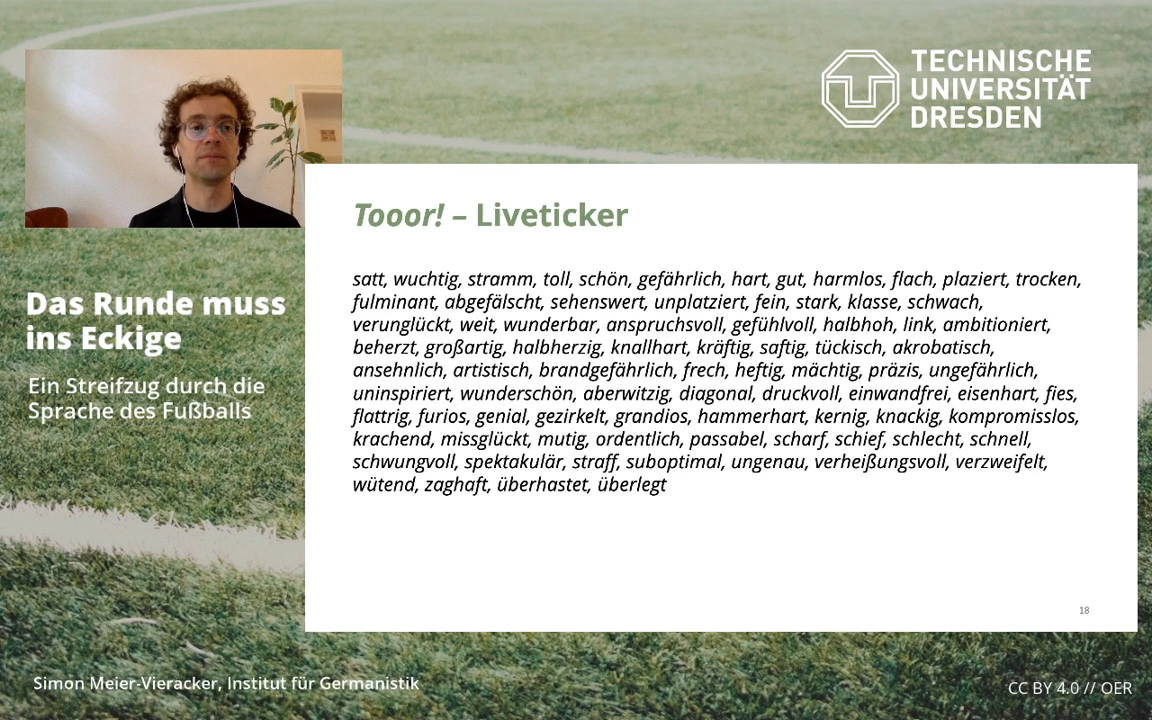 TECHNISCHE
UNIVERSITÄT
DRESDEN
Tooor! – Liveticker
satt, wuchtig, stramm, toll, schön, gefährlich, hart, gut, harmlos, flach, plaziert, trocken,
fulminant, abgefälscht, sehenswert, unplatziert, fein, stark, klasse, schwach,
verunglückt, weit, wunderbar, anspruchsvoll, gefühlvoll, halbhoh, link, ambitioniert,
beherzt, großartig, halbherzig, knallhart, kräftig, saftig, tückisch, akrobatisch,
ansehnlich, artistisch, brandgefährlich, frech, heftig, mächtig, präzis, ungefährlich,
uninspiriert, wunderschön, aberwitzig, diagonal, druckvoll, einwandfrei, eisenhart, fies,
flattrig, furios, genial, gezirkelt, grandios, hammerhart, kernig, knackig, kompromisslos,
krachend, missglückt, mutig, ordentlich, passabel, scharf, schief, schlecht, schnell,
schwungvoll, spektakulär, straff, suboptimal, ungenau, verheißungsvoll, verzweifelt,
wütend, zaghaft, überhastet, überlegt
18
Das Runde muss
ins Eckige
Ein Streifzug durch die
Sprache des Fußballs
Simon Meier-Vieracker, Institut für Germanistik
CC BY 4.0 // OER